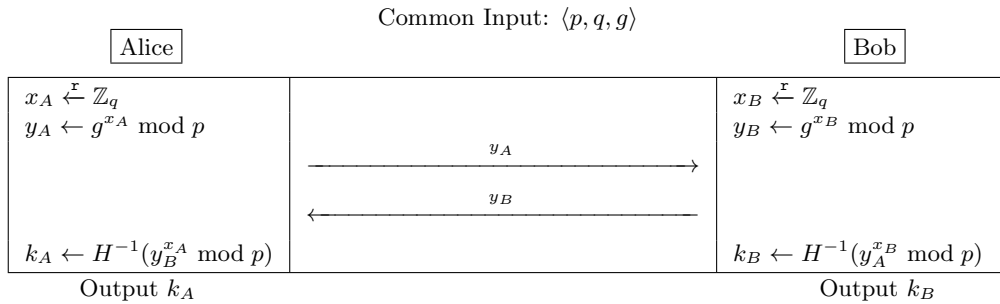 Common Input: ⟨p, q, g⟩
Alice
Bob
x_A ←^r ℤ_q
y_A ← g^{x_A} mod p
x_B ←^r ℤ_q
y_B ← g^{x_B} mod p
y_A
y_B
k_A ← H^{-1}(y_B^{x_A} mod p)
k_B ← H^{-1}(y_A^{x_B} mod p)
Output k_A
Output k_B